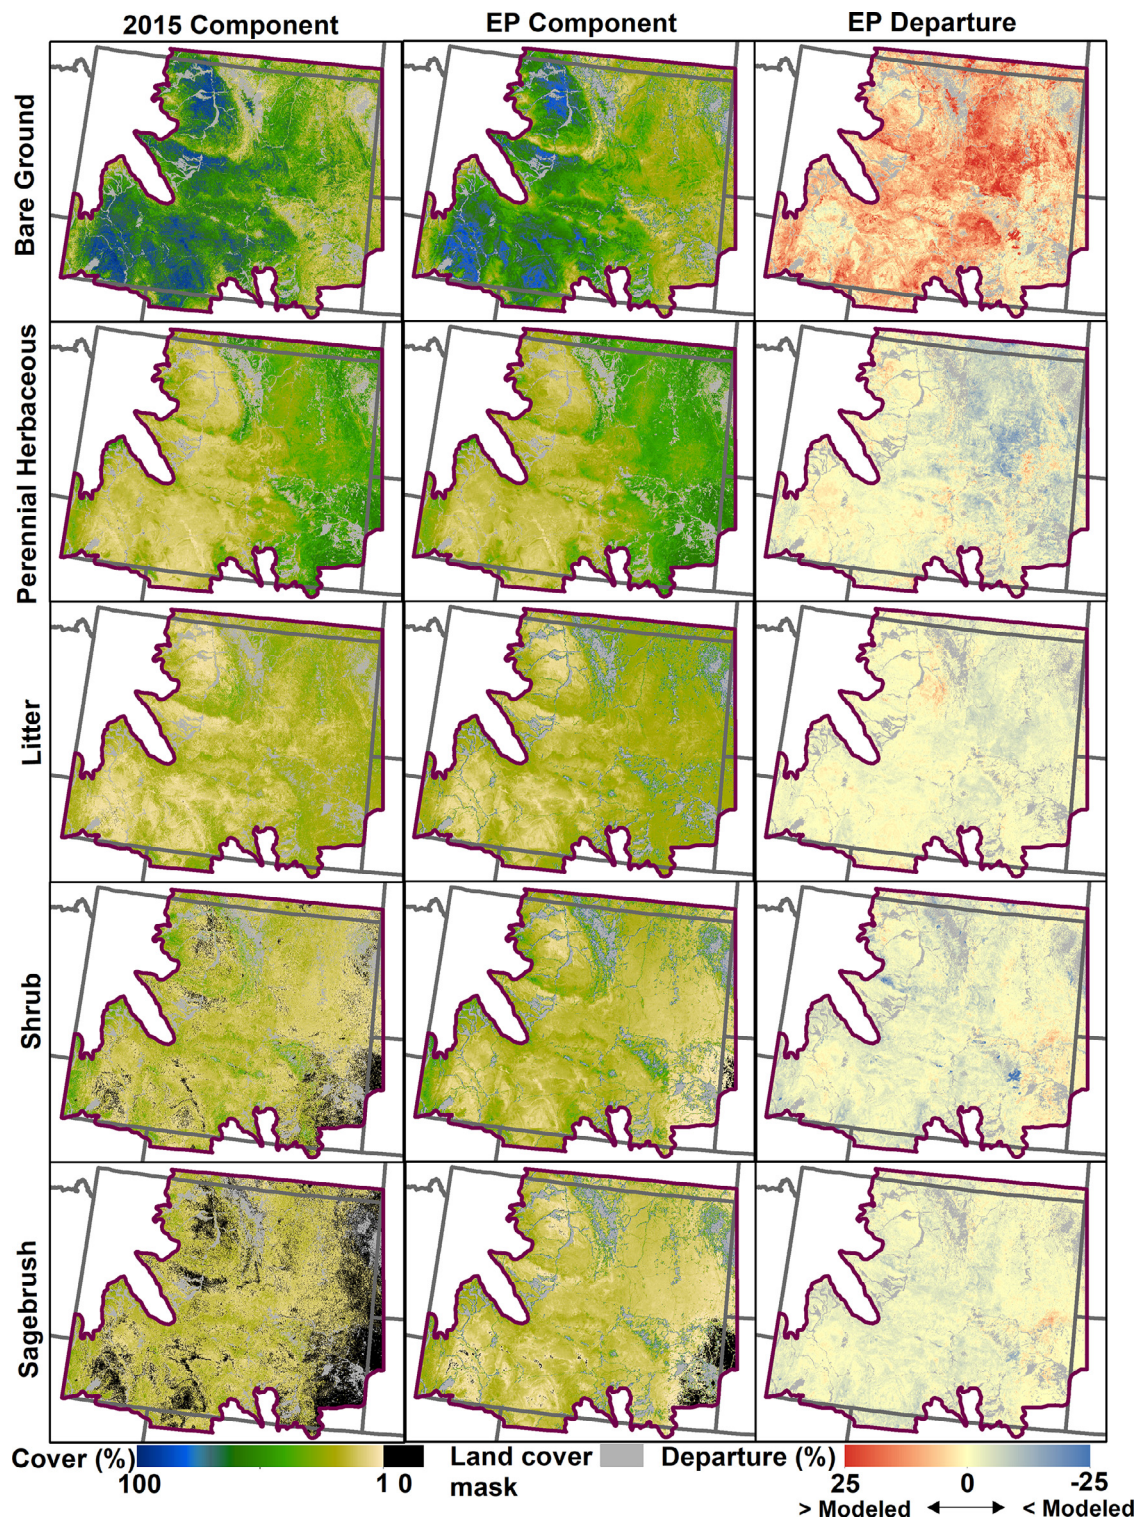 2015 Component EP Component EP Departure
Bare Ground
Perennial Herbaceous
Litter
Shrub
Sagebrush
Cover (%) Land cover mask Departure (%)
100 1 0 25 0 -25
> Modeled < Modeled